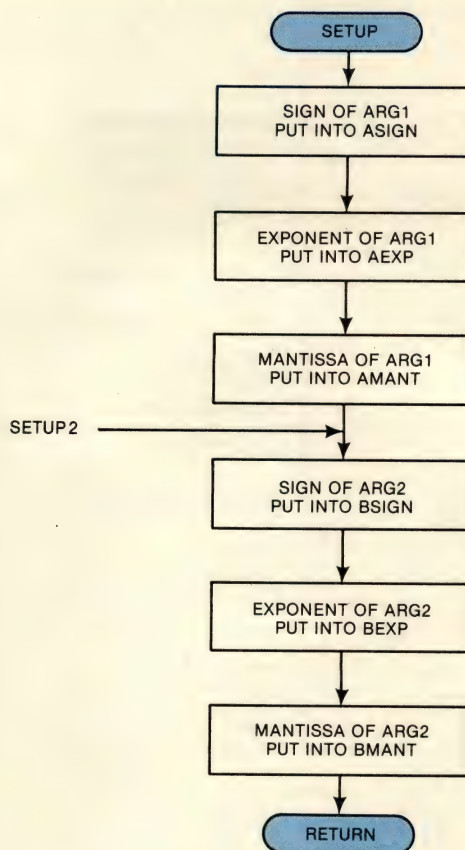 SETUP
SIGN OF ARG1
PUT INTO ASIGN
EXPONENT OF ARG1
PUT INTO AEXP
MANTISSA OF ARG1
PUT INTO AMANT
SETUP2
SIGN OF ARG2
PUT INTO BSIGN
EXPONENT OF ARG2
PUT INTO BEXP
MANTISSA OF ARG2
PUT INTO BMANT
RETURN